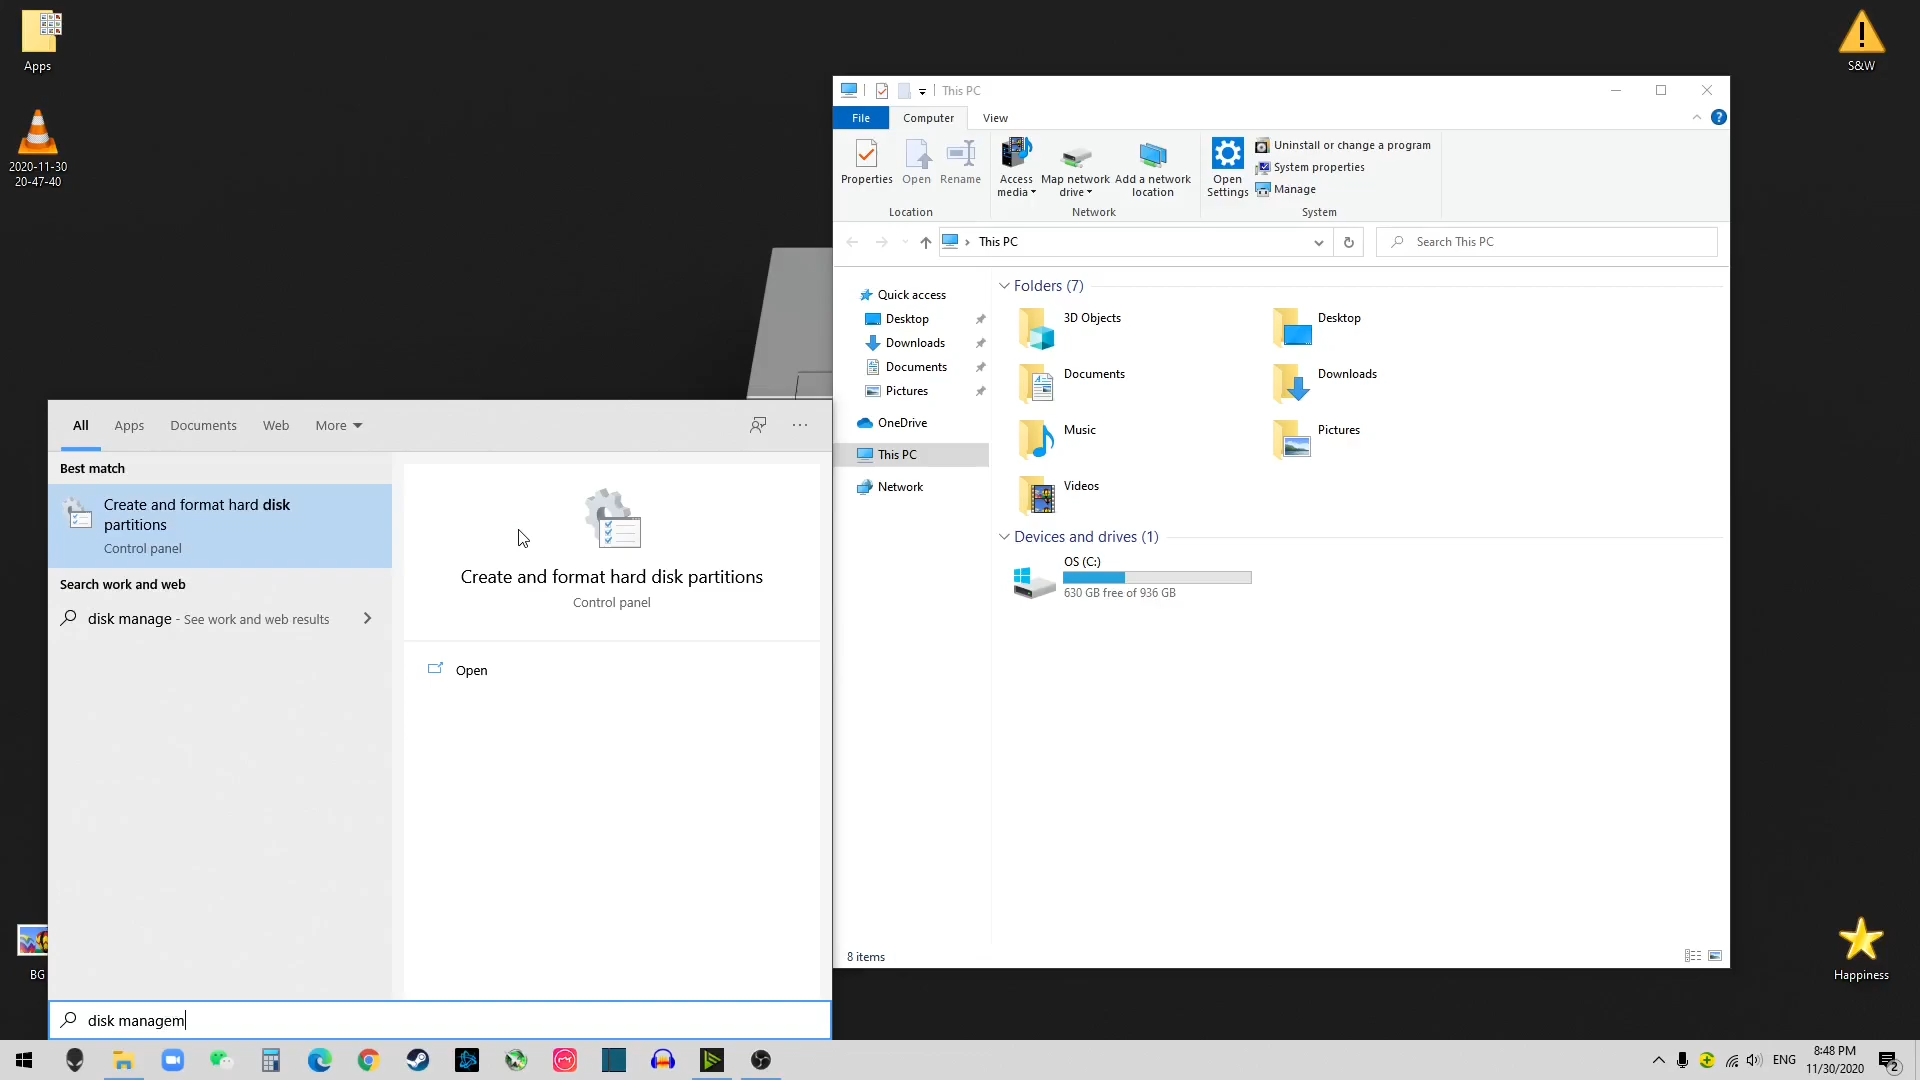 Apps
2020-11-30
20-47-40
S&W
This PC
File
Computer
View
Properties
Open
Rename
Location
Access
media
Map network
drive
Add a network
location
Network
Open
Settings
Uninstall or change a program
System properties
Manage
System
This PC
Search This PC
Quick access
Desktop
Downloads
Documents
Pictures
OneDrive
This PC
Network
Folders (7)
3D Objects
Desktop
Documents
Downloads
Music
Pictures
Videos
Devices and drives (1)
OS (C:)
630 GB free of 936 GB
8 items
All
Apps
Documents
Web
More
Best match
Create and format hard disk
partitions
Control panel
Search work and web
disk manage - See work and web results
Create and format hard disk partitions
Control panel
Open
disk managem
BG
Happiness
ENG
8:48 PM
11/30/2020
2